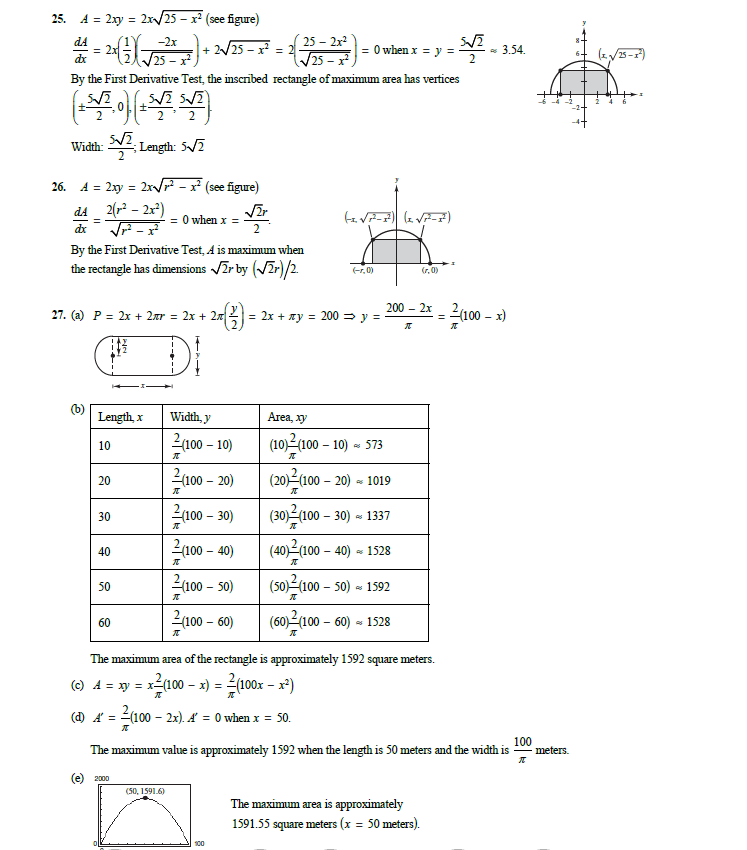 25. A = 2xy = 2x√(25 − x²) (see figure)
dA/dx = 2x(1/2)(−2x/√(25 − x²)) + 2√(25 − x²) = 2((25 − 2x²)/√(25 − x²)) = 0 when x = y = 5√2/2 ≈ 3.54.
By the First Derivative Test, the inscribed rectangle of maximum area has vertices
(±5√2/2, 0), (±5√2/2, 5√2/2).
Width: 5√2/2; Length: 5√2
y
8
6
(x, √(25 − x²))
x
-6 -4 -2 2 4 6
-2
-4
26. A = 2xy = 2x√(r² − x²) (see figure)
dA/dx = 2(r² − 2x²)/√(r² − x²) = 0 when x = √2r/2.
By the First Derivative Test, A is maximum when
the rectangle has dimensions √2r by (√2r)/2.
y
(−x, √(r² − x²)) (x, √(r² − x²))
x
(−r, 0) (r, 0)
27. (a) P = 2x + 2πr = 2x + 2π(y/2) = 2x + πy = 200 ⇒ y = (200 − 2x)/π = 2/π(100 − x)
y/2
y
x
(b)
Length, x Width, y Area, xy
10 2/π(100 − 10) (10)2/π(100 − 10) ≈ 573
20 2/π(100 − 20) (20)2/π(100 − 20) ≈ 1019
30 2/π(100 − 30) (30)2/π(100 − 30) ≈ 1337
40 2/π(100 − 40) (40)2/π(100 − 40) ≈ 1528
50 2/π(100 − 50) (50)2/π(100 − 50) ≈ 1592
60 2/π(100 − 60) (60)2/π(100 − 60) ≈ 1528
The maximum area of the rectangle is approximately 1592 square meters.
(c) A = xy = x2/π(100 − x) = 2/π(100x − x²)
(d) A′ = 2/π(100 − 2x). A′ = 0 when x = 50.
The maximum value is approximately 1592 when the length is 50 meters and the width is 100/π meters.
(e)
2000
(50, 1591.6)
0 100
The maximum area is approximately
1591.55 square meters (x = 50 meters).